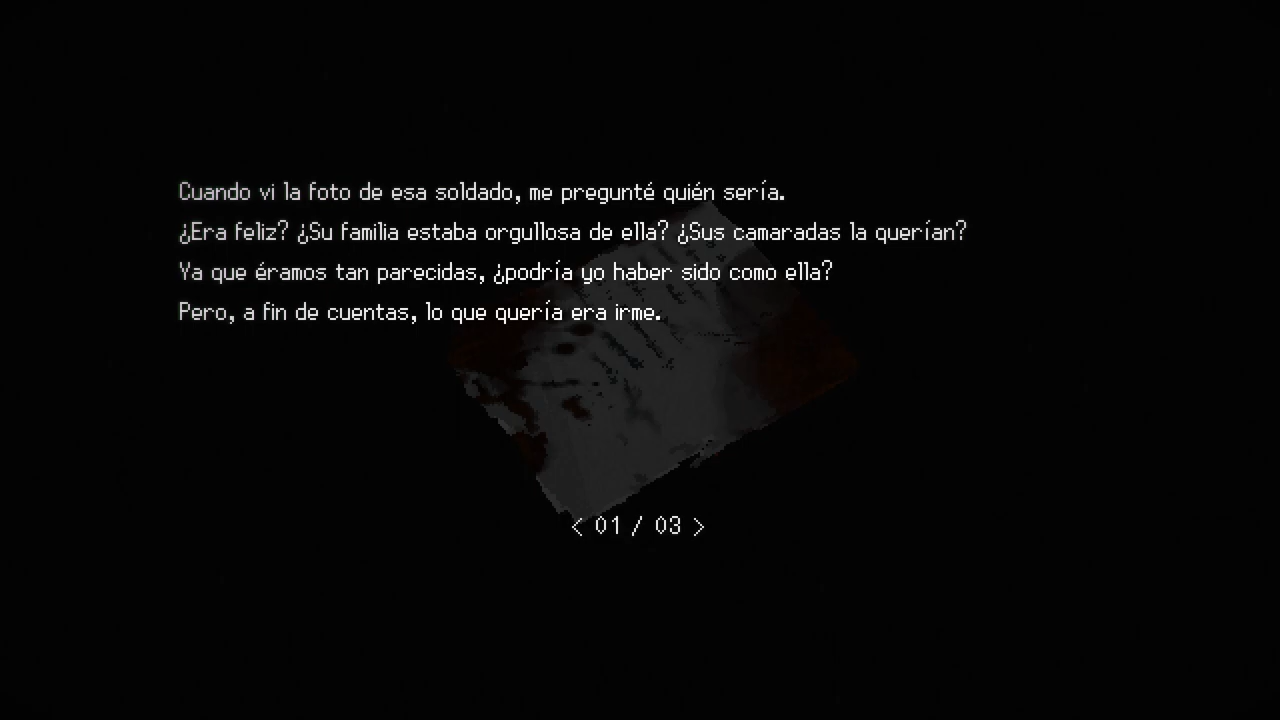 Cuando vi la foto de esa soldado, me pregunté quién sería.
¿Era feliz? ¿Su familia estaba orgullosa de ella? ¿Sus camaradas la querían?
Ya que éramos tan parecidas, ¿podría yo haber sido como ella?
Pero, a fin de cuentas, lo que quería era irme.
< 01 / 03 >